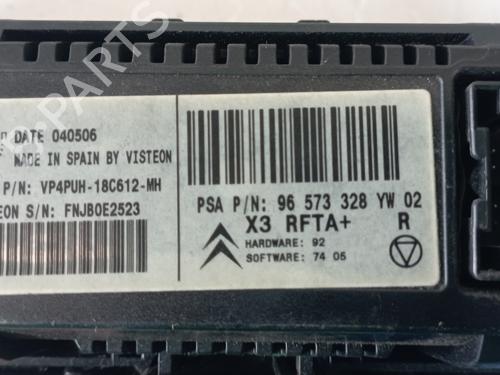 DATE 040506
MADE IN SPAIN BY VISTEON
P/N: VP4PUH-18C612-MH
EON S/N: FNJB0E2523
PSA P/N: 96 573 328 YW 02
X3 RFTA+ R
HARDWARE: 92
SOFTWARE: 74 05